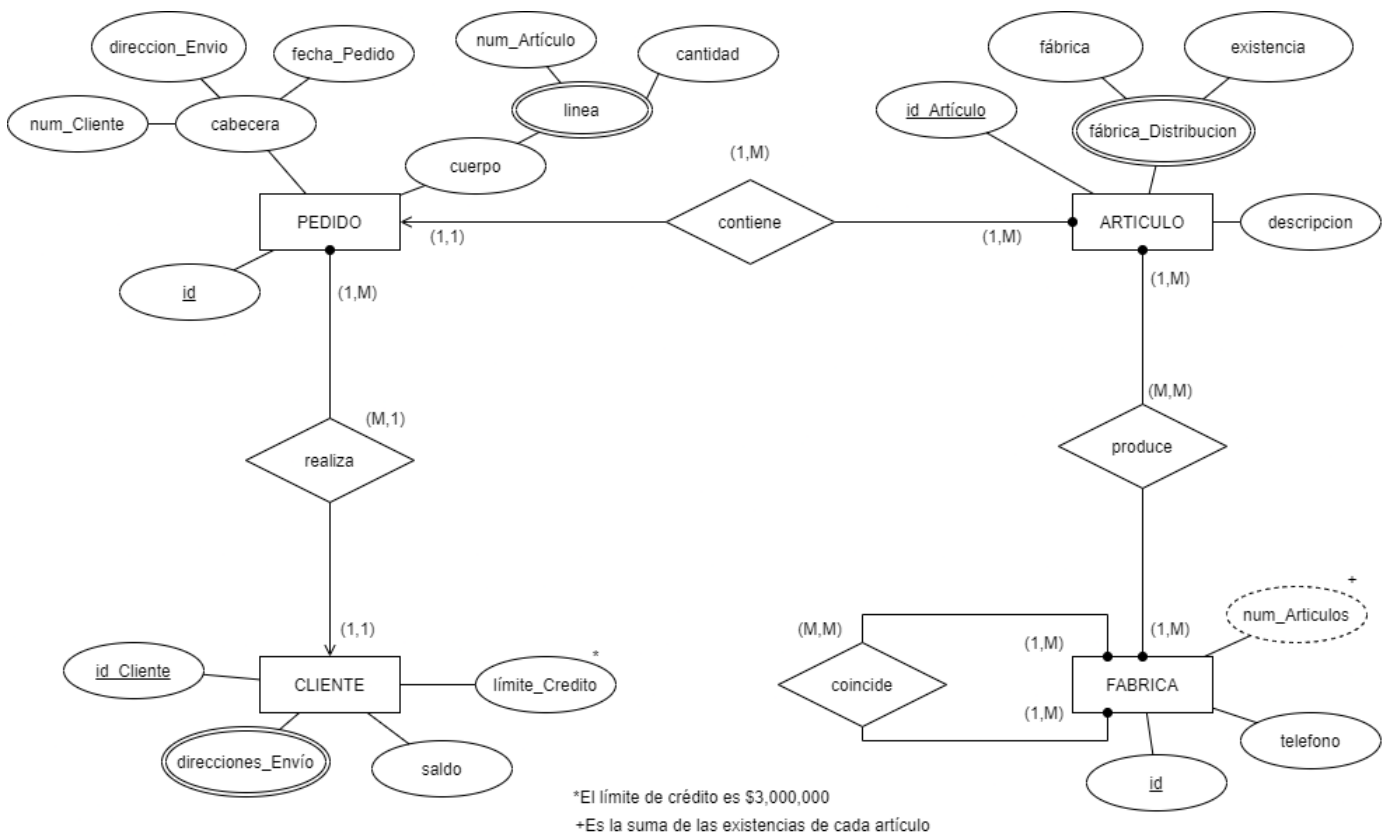 direccion_Envio
fecha_Pedido
num_Cliente
cabecera
num_Artículo
cantidad
linea
cuerpo
fábrica
existencia
id_Artículo
fábrica_Distribucion
descripcion
PEDIDO
(1,1)
(1,M)
contiene
(1,M)
ARTICULO
id
(1,M)
(1,M)
(M,1)
realiza
(M,M)
produce
(1,1)
id_Cliente
CLIENTE
*
límite_Credito
direcciones_Envío
saldo
(M,M)
coincide
(1,M)
(1,M)
(1,M)
FABRICA
+
num_Articulos
telefono
id
*El límite de crédito es $3,000,000
+Es la suma de las existencias de cada artículo